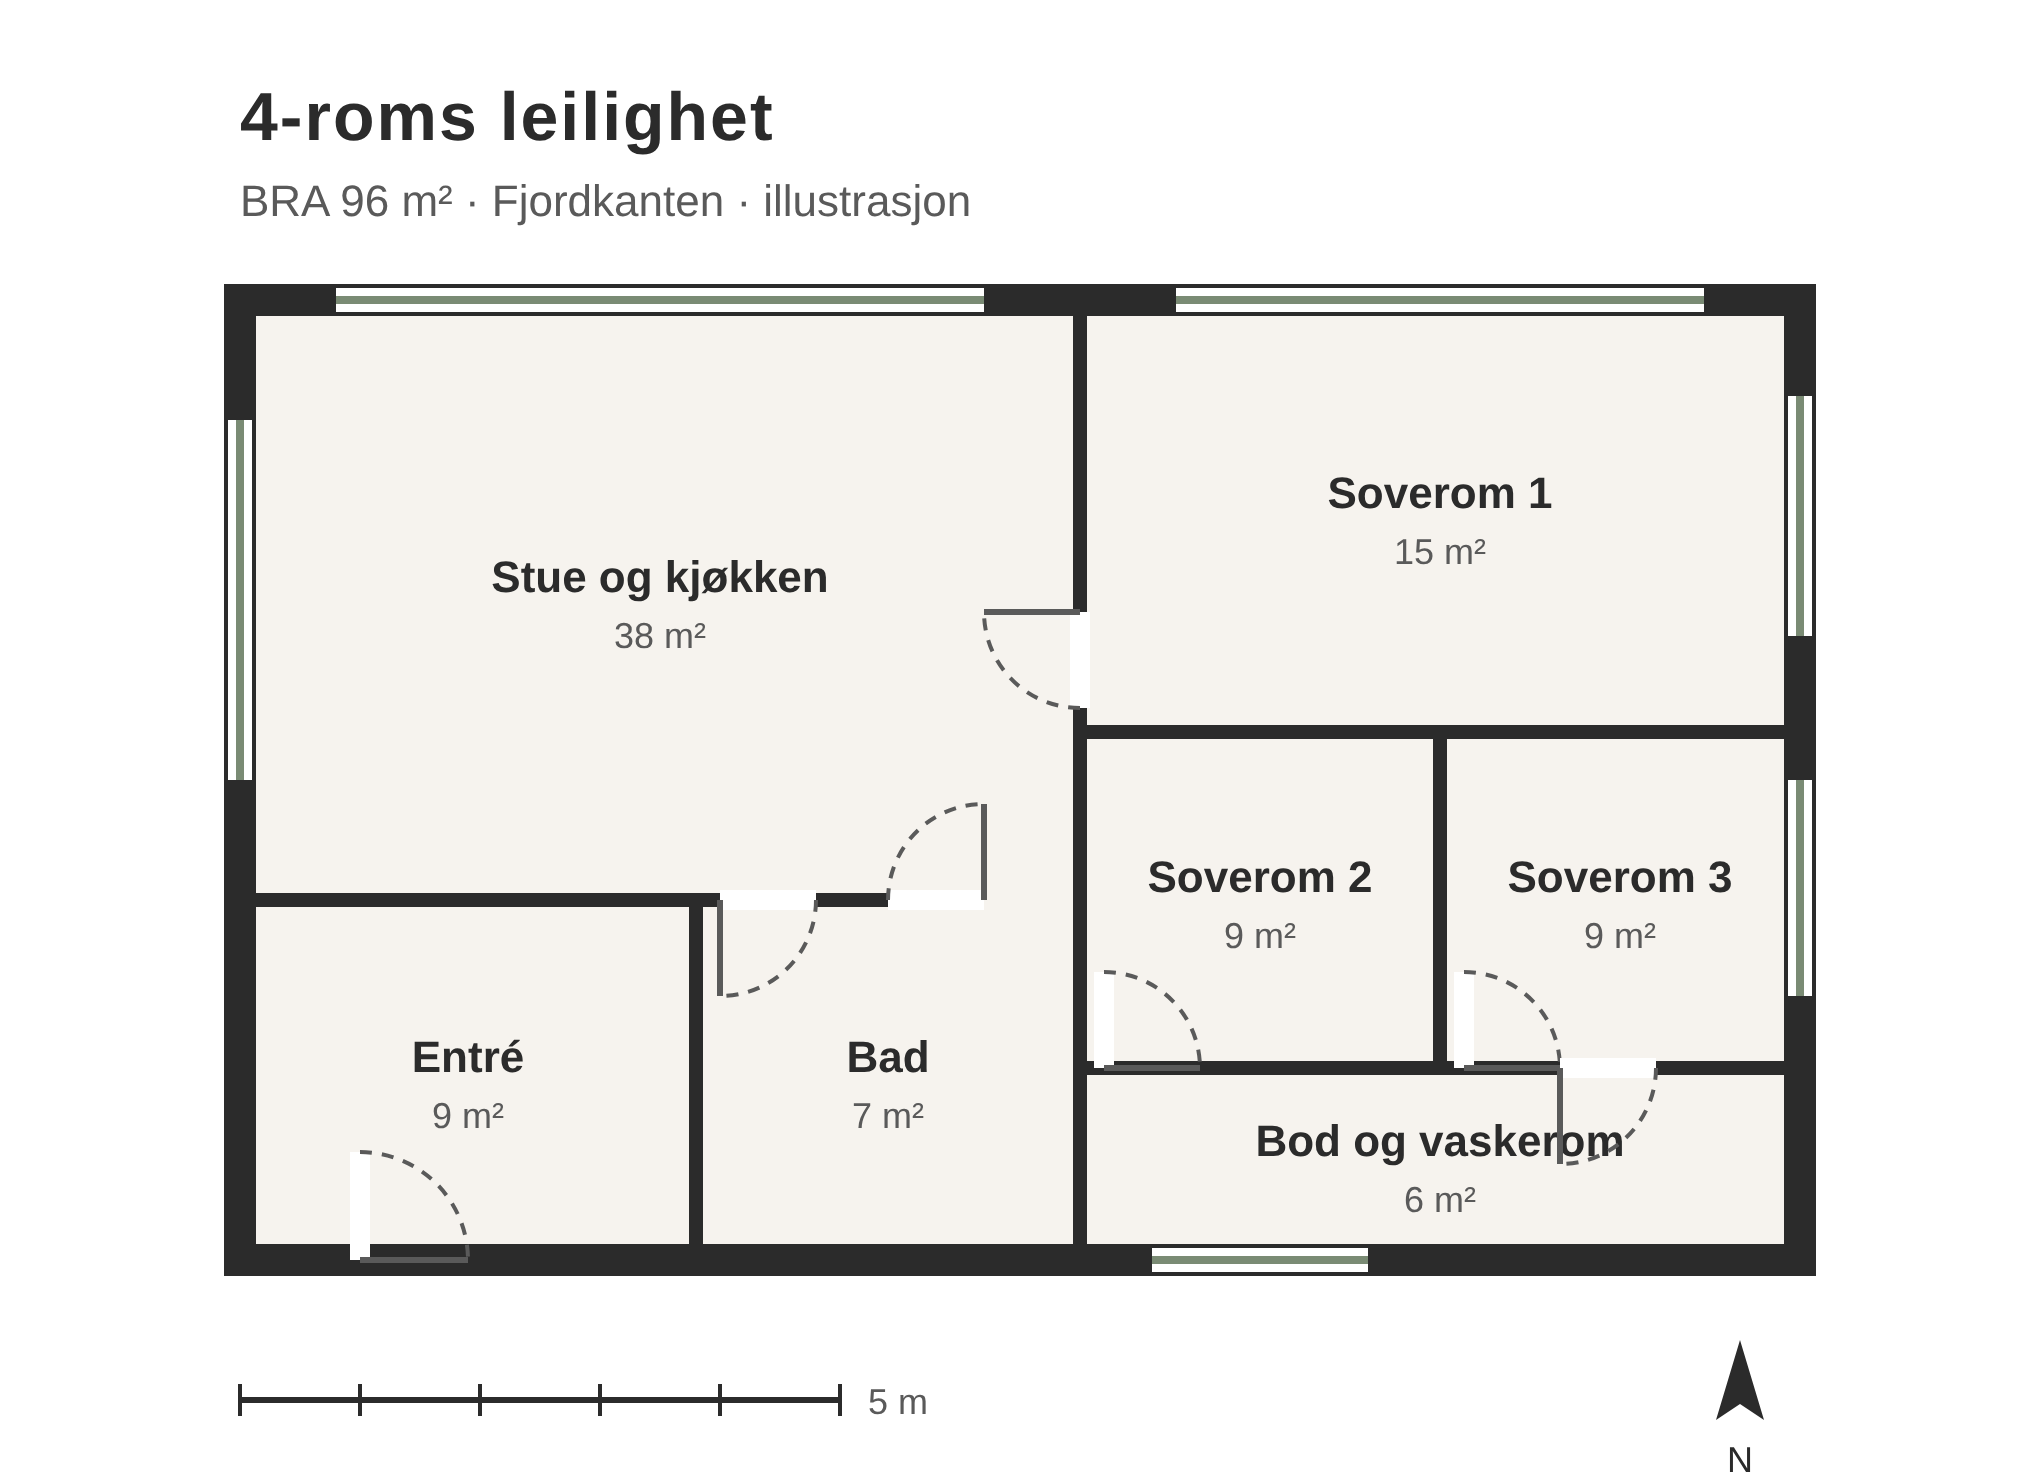 4-roms leilighet
BRA 96 m² · Fjordkanten · illustrasjon
Stue og kjøkken
38 m²
Soverom 1
15 m²
Soverom 2
9 m²
Soverom 3
9 m²
Entré
9 m²
Bad
7 m²
Bod og vaskerom
6 m²
5 m
N